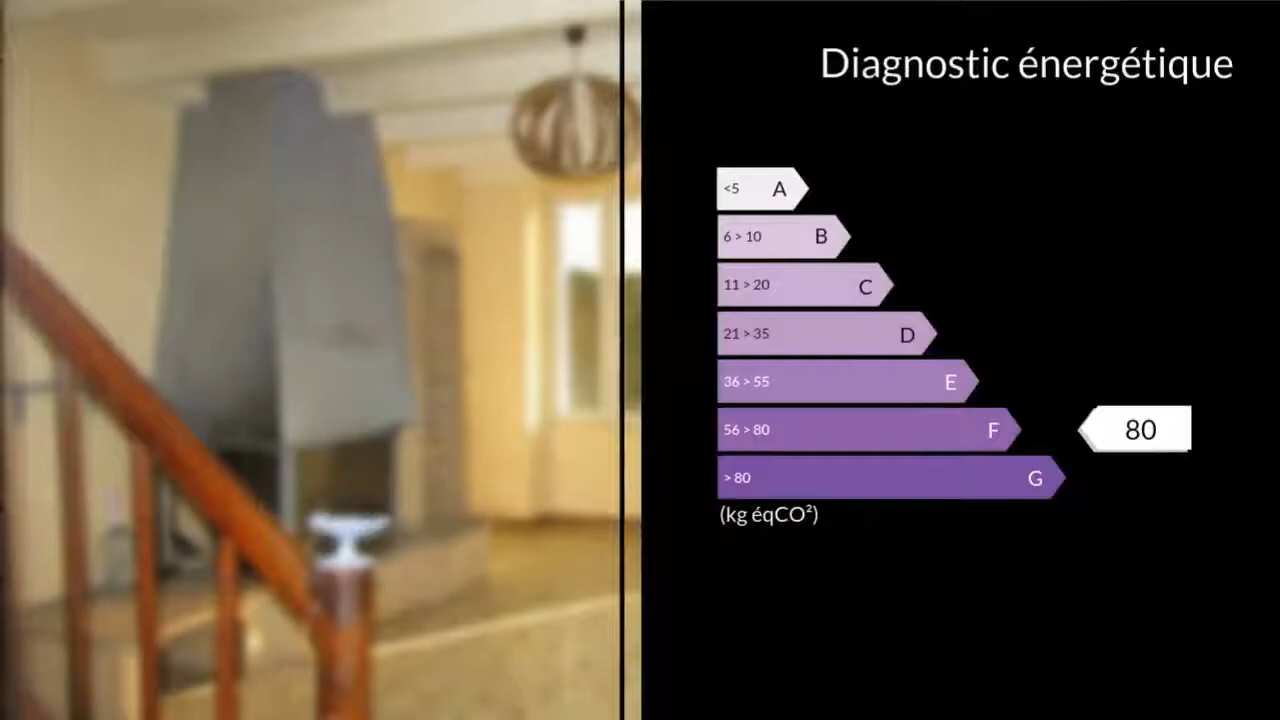 Diagnostic énergétique
<5 A
6 > 10 B
11 > 20 C
21 > 35 D
36 > 55 E
56 > 80 F
80
> 80 G
(kg éqCO²)